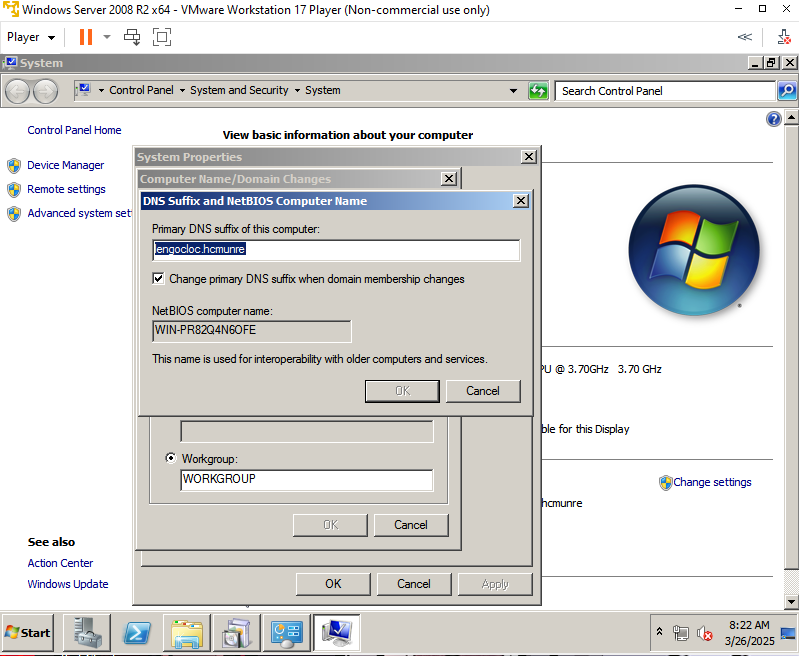 Windows Server 2008 R2 x64 - VMware Workstation 17 Player (Non-commercial use only)
Player
System
Control Panel System and Security System
Search Control Panel
Control Panel Home
View basic information about your computer
Device Manager
Remote settings
Advanced system set
System Properties
Computer Name/Domain Changes
DNS Suffix and NetBIOS Computer Name
Primary DNS suffix of this computer:
lengocloc.hcmunre
Change primary DNS suffix when domain membership changes
NetBIOS computer name:
WIN-PR82Q4N6OFE
This name is used for interoperability with older computers and services.
OK Cancel
PU @ 3.70GHz 3.70 GHz
ble for this Display
Workgroup:
WORKGROUP
Change settings
hcmunre
OK Cancel
See also
Action Center
Windows Update
OK Cancel Apply
Start
8:22 AM
3/26/2025